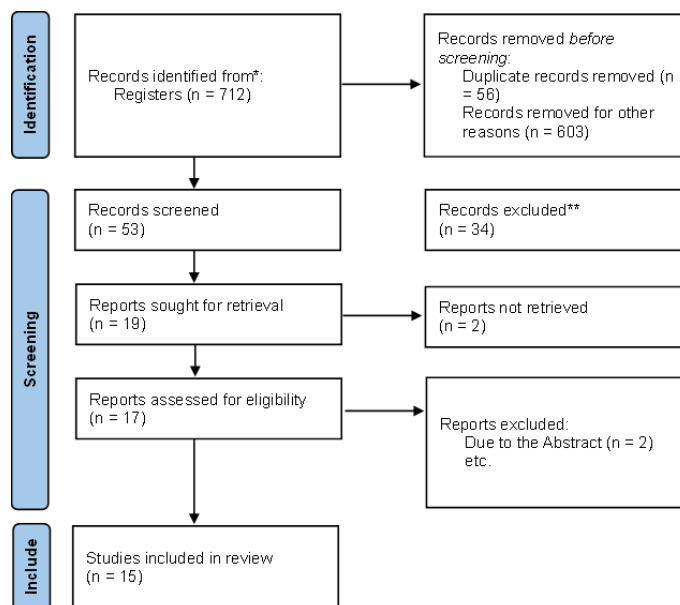 Identification
Records identified from*:
Registers (n = 712)
Records removed before
screening:
Duplicate records removed (n
= 56)
Records removed for other
reasons (n = 603)
Screening
Records screened
(n = 53)
Records excluded**
(n = 34)
Reports sought for retrieval
(n = 19)
Reports not retrieved
(n = 2)
Reports assessed for eligibility
(n = 17)
Reports excluded:
Due to the Abstract (n = 2)
etc.
Include
Studies included in review
(n = 15)